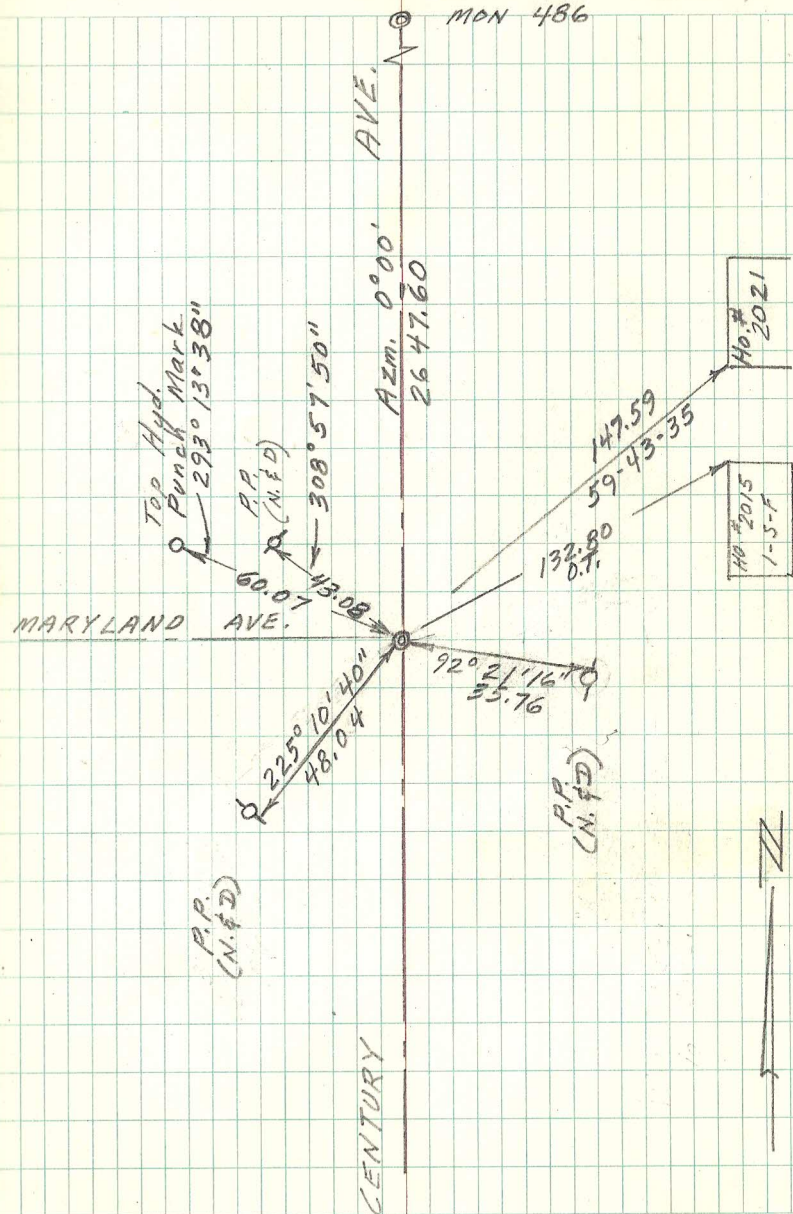 MON 486
CENTURY AVE.
Azm. 0°00'
2647.60
Top Hyd.
Punch Mark
293° 13' 38"
P.P.
(N.&D)
308° 57' 50"
60.07
43.08
MARYLAND AVE.
147.59
59-43-35
Ho. #
2021
132.80
O.T.
Ho # 2015
1-S-F
92° 21' 16"
35.76
225° 10' 40"
48.04
P.P.
(N.&D)
P.P.
(N.&D)
N